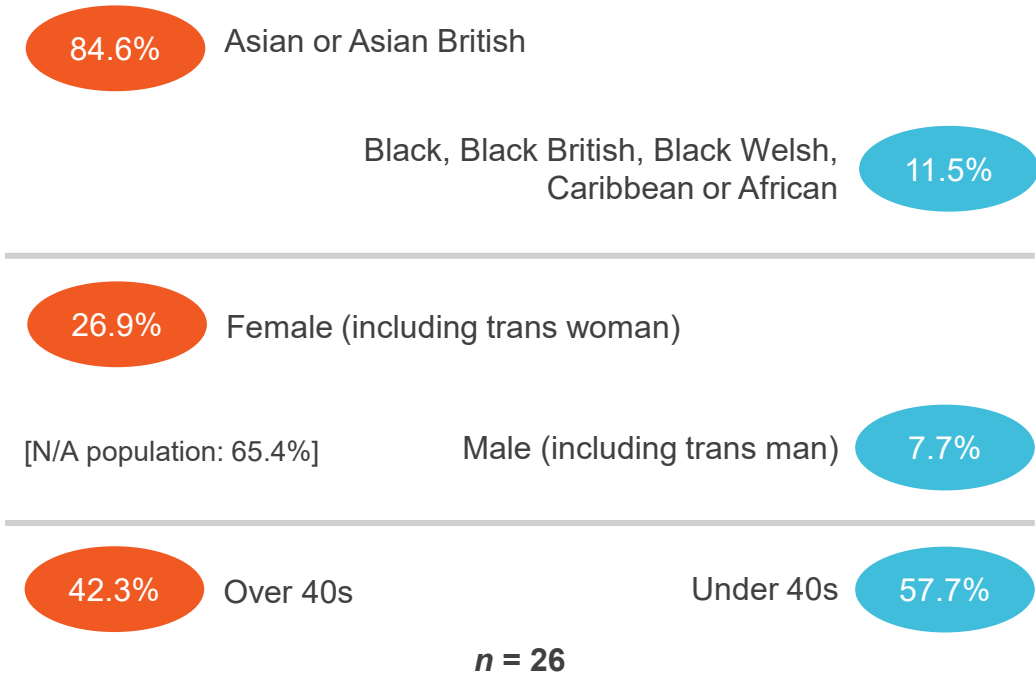 84.6% Asian or Asian British
Black, Black British, Black Welsh,
Caribbean or African
11.5%
26.9% Female (including trans woman)
[N/A population: 65.4%]
Male (including trans man) 7.7%
42.3% Over 40s
Under 40s 57.7%
n = 26